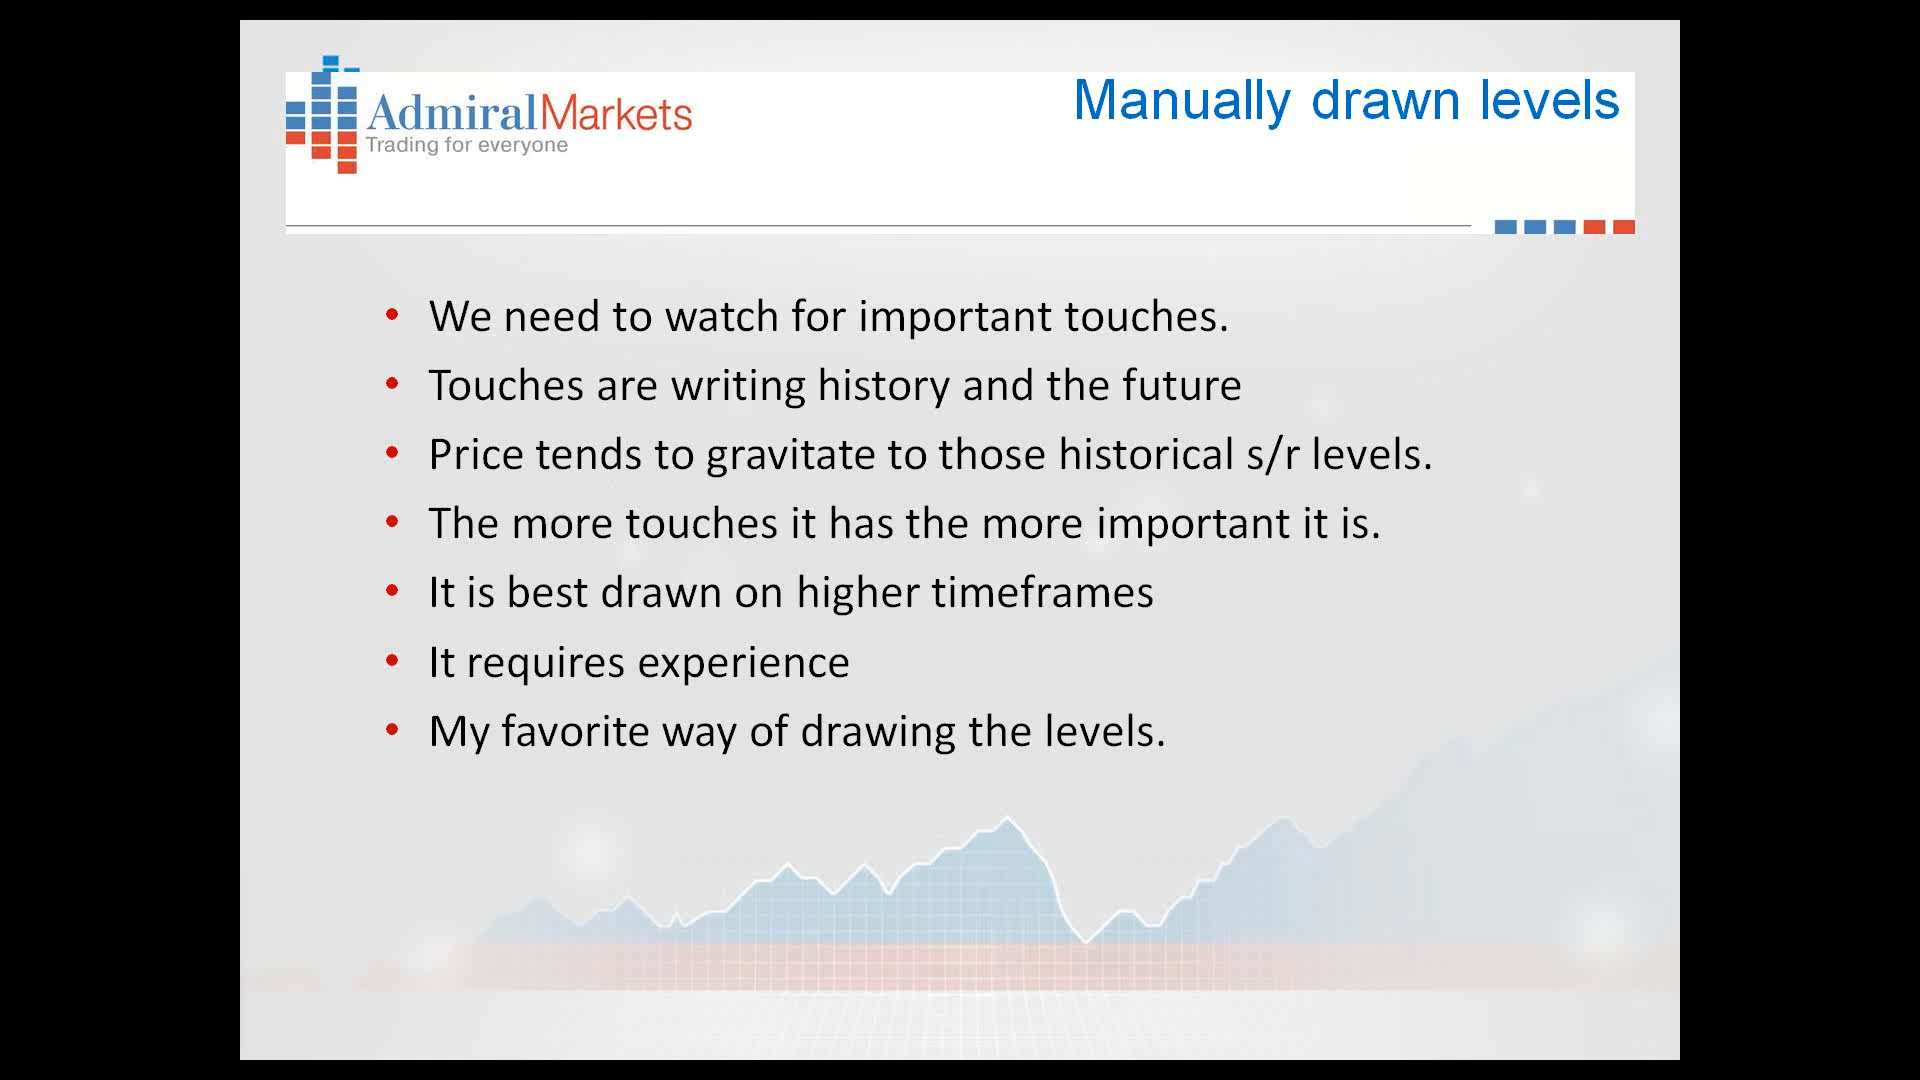 AdmiralMarkets
Trading for everyone
Manually drawn levels
• We need to watch for important touches.
• Touches are writing history and the future
• Price tends to gravitate to those historical s/r levels.
• The more touches it has the more important it is.
• It is best drawn on higher timeframes
• It requires experience
• My favorite way of drawing the levels.